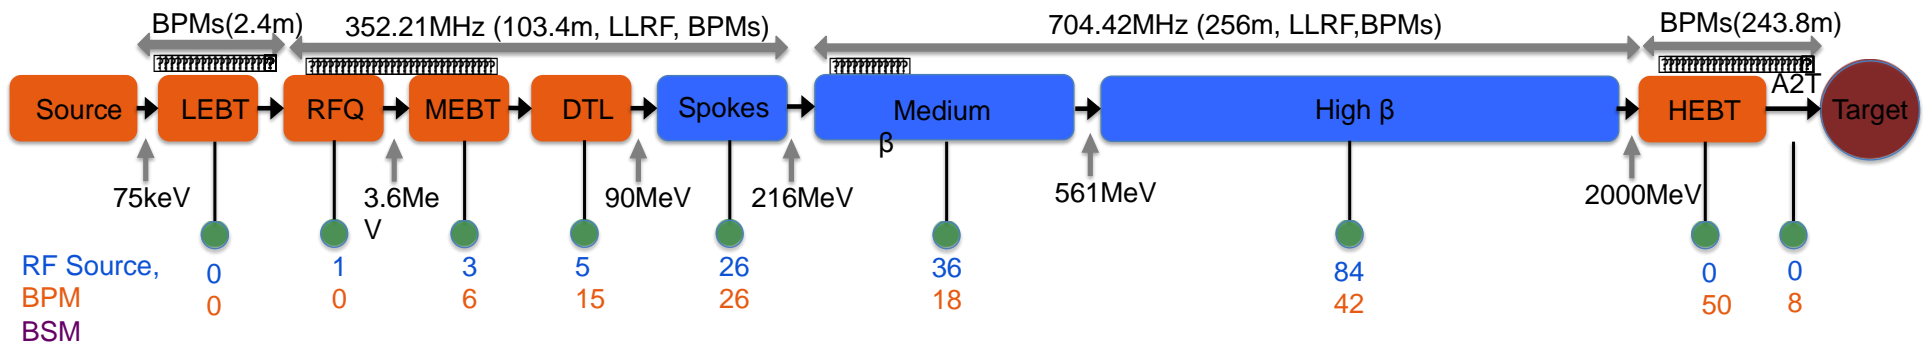 BPMs(2.4m)
352.21MHz (103.4m, LLRF, BPMs)
704.42MHz (256m, LLRF,BPMs)
BPMs(243.8m)
Source
LEBT
RFQ
MEBT
DTL
Spokes
Medium
β
High β
HEBT
A2T
Target
75keV
3.6Me
V
90MeV
216MeV
561MeV
2000MeV
RF Source,
0
1
3
5
26
36
84
0
0
BPM
0
0
6
15
26
18
42
50
8
BSM